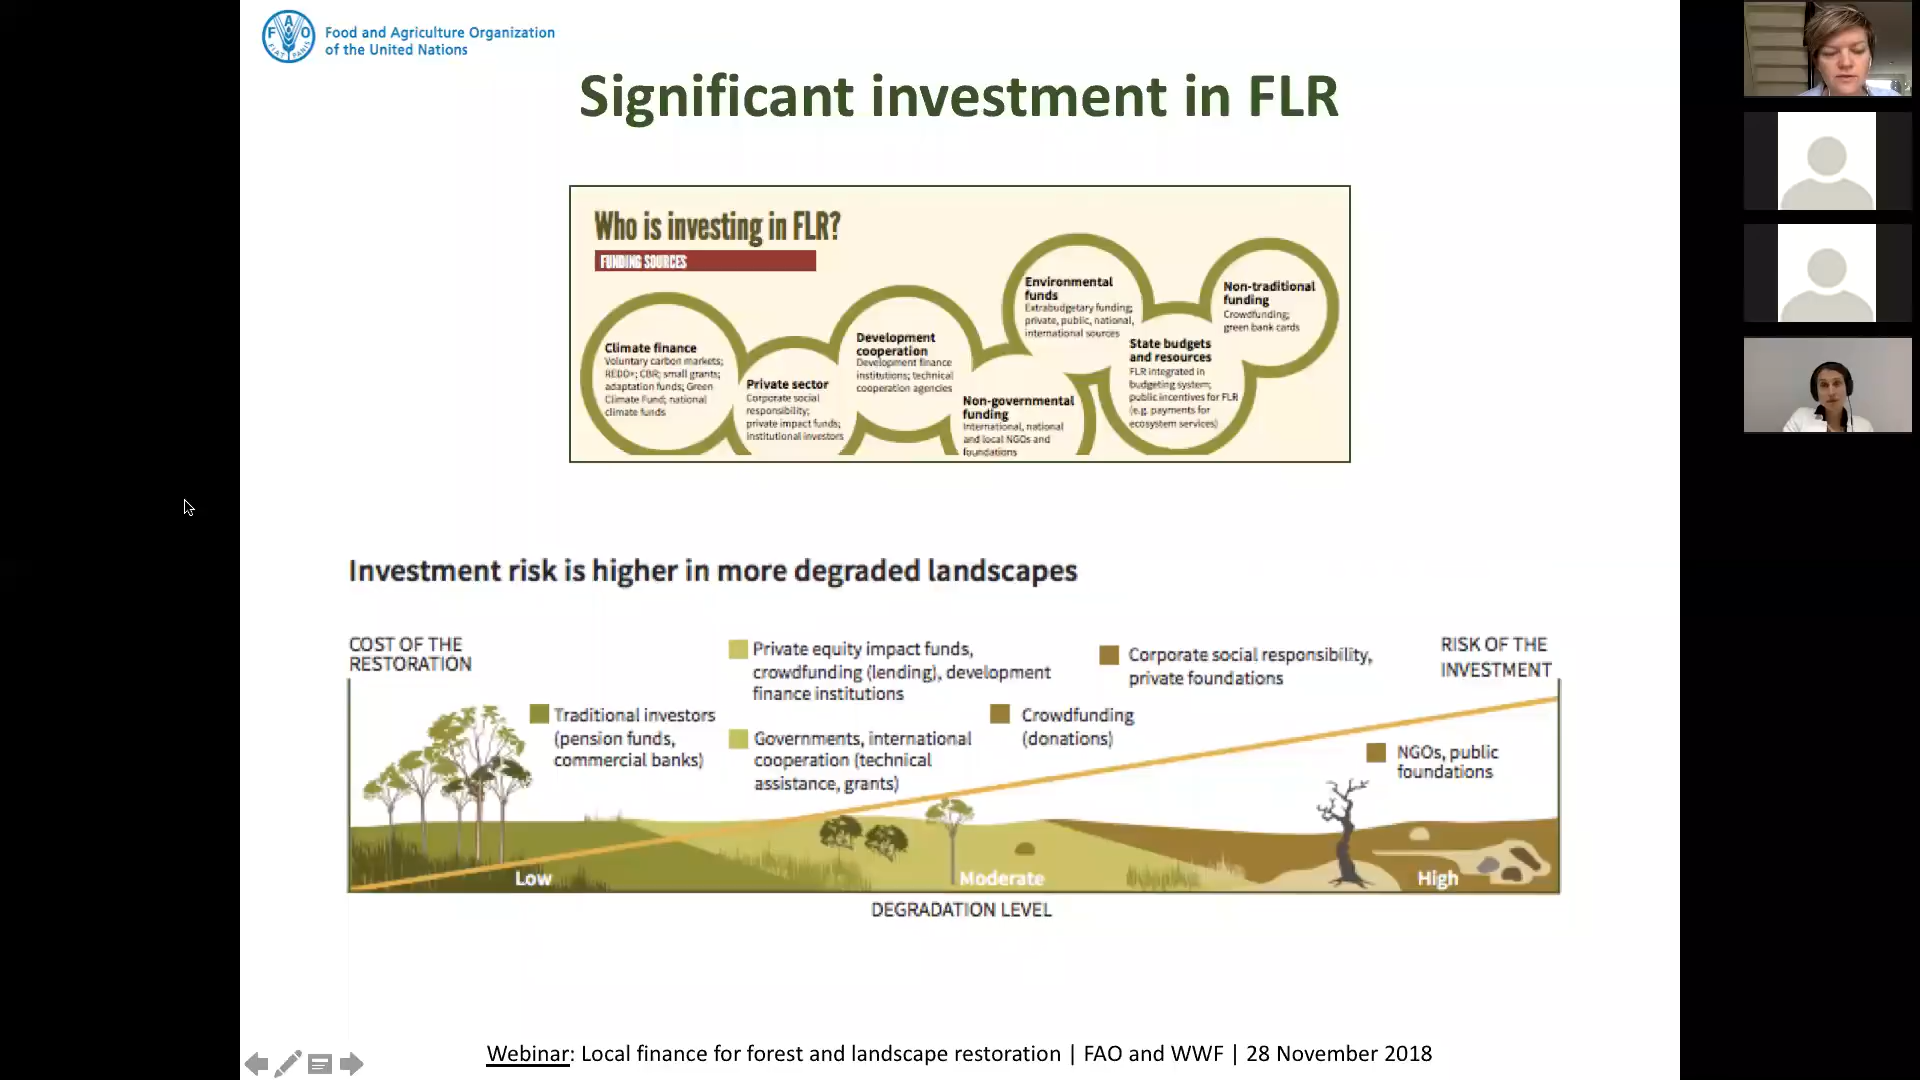 Food and Agriculture Organization
of the United Nations
Significant investment in FLR
Who is investing in FLR?
FUNDING SOURCES
Climate finance
Voluntary carbon markets;
REDD+; CBR; small grants;
adaptation funds; Green
Climate Fund; national
climate funds
Private sector
Corporate social
responsibility;
private impact funds;
institutional investors
Development
cooperation
Development finance
institutions; technical
cooperation agencies
Non-governmental
funding
International, national
and local NGOs and
foundations
Environmental
funds
Extrabudgetary funding;
private, public, national,
international sources
State budgets
and resources
FLR integrated in
budgeting system;
public incentives for FLR
(e.g. payments for
ecosystem services)
Non-traditional
funding
Crowdfunding;
green bank cards
Investment risk is higher in more degraded landscapes
COST OF THE
RESTORATION
Traditional investors
(pension funds,
commercial banks)
Private equity impact funds,
crowdfunding (lending), development
finance institutions
Governments, international
cooperation (technical
assistance, grants)
Crowdfunding
(donations)
Corporate social responsibility,
private foundations
RISK OF THE
INVESTMENT
NGOs, public
foundations
Low
Moderate
High
DEGRADATION LEVEL
Webinar: Local finance for forest and landscape restoration | FAO and WWF | 28 November 2018